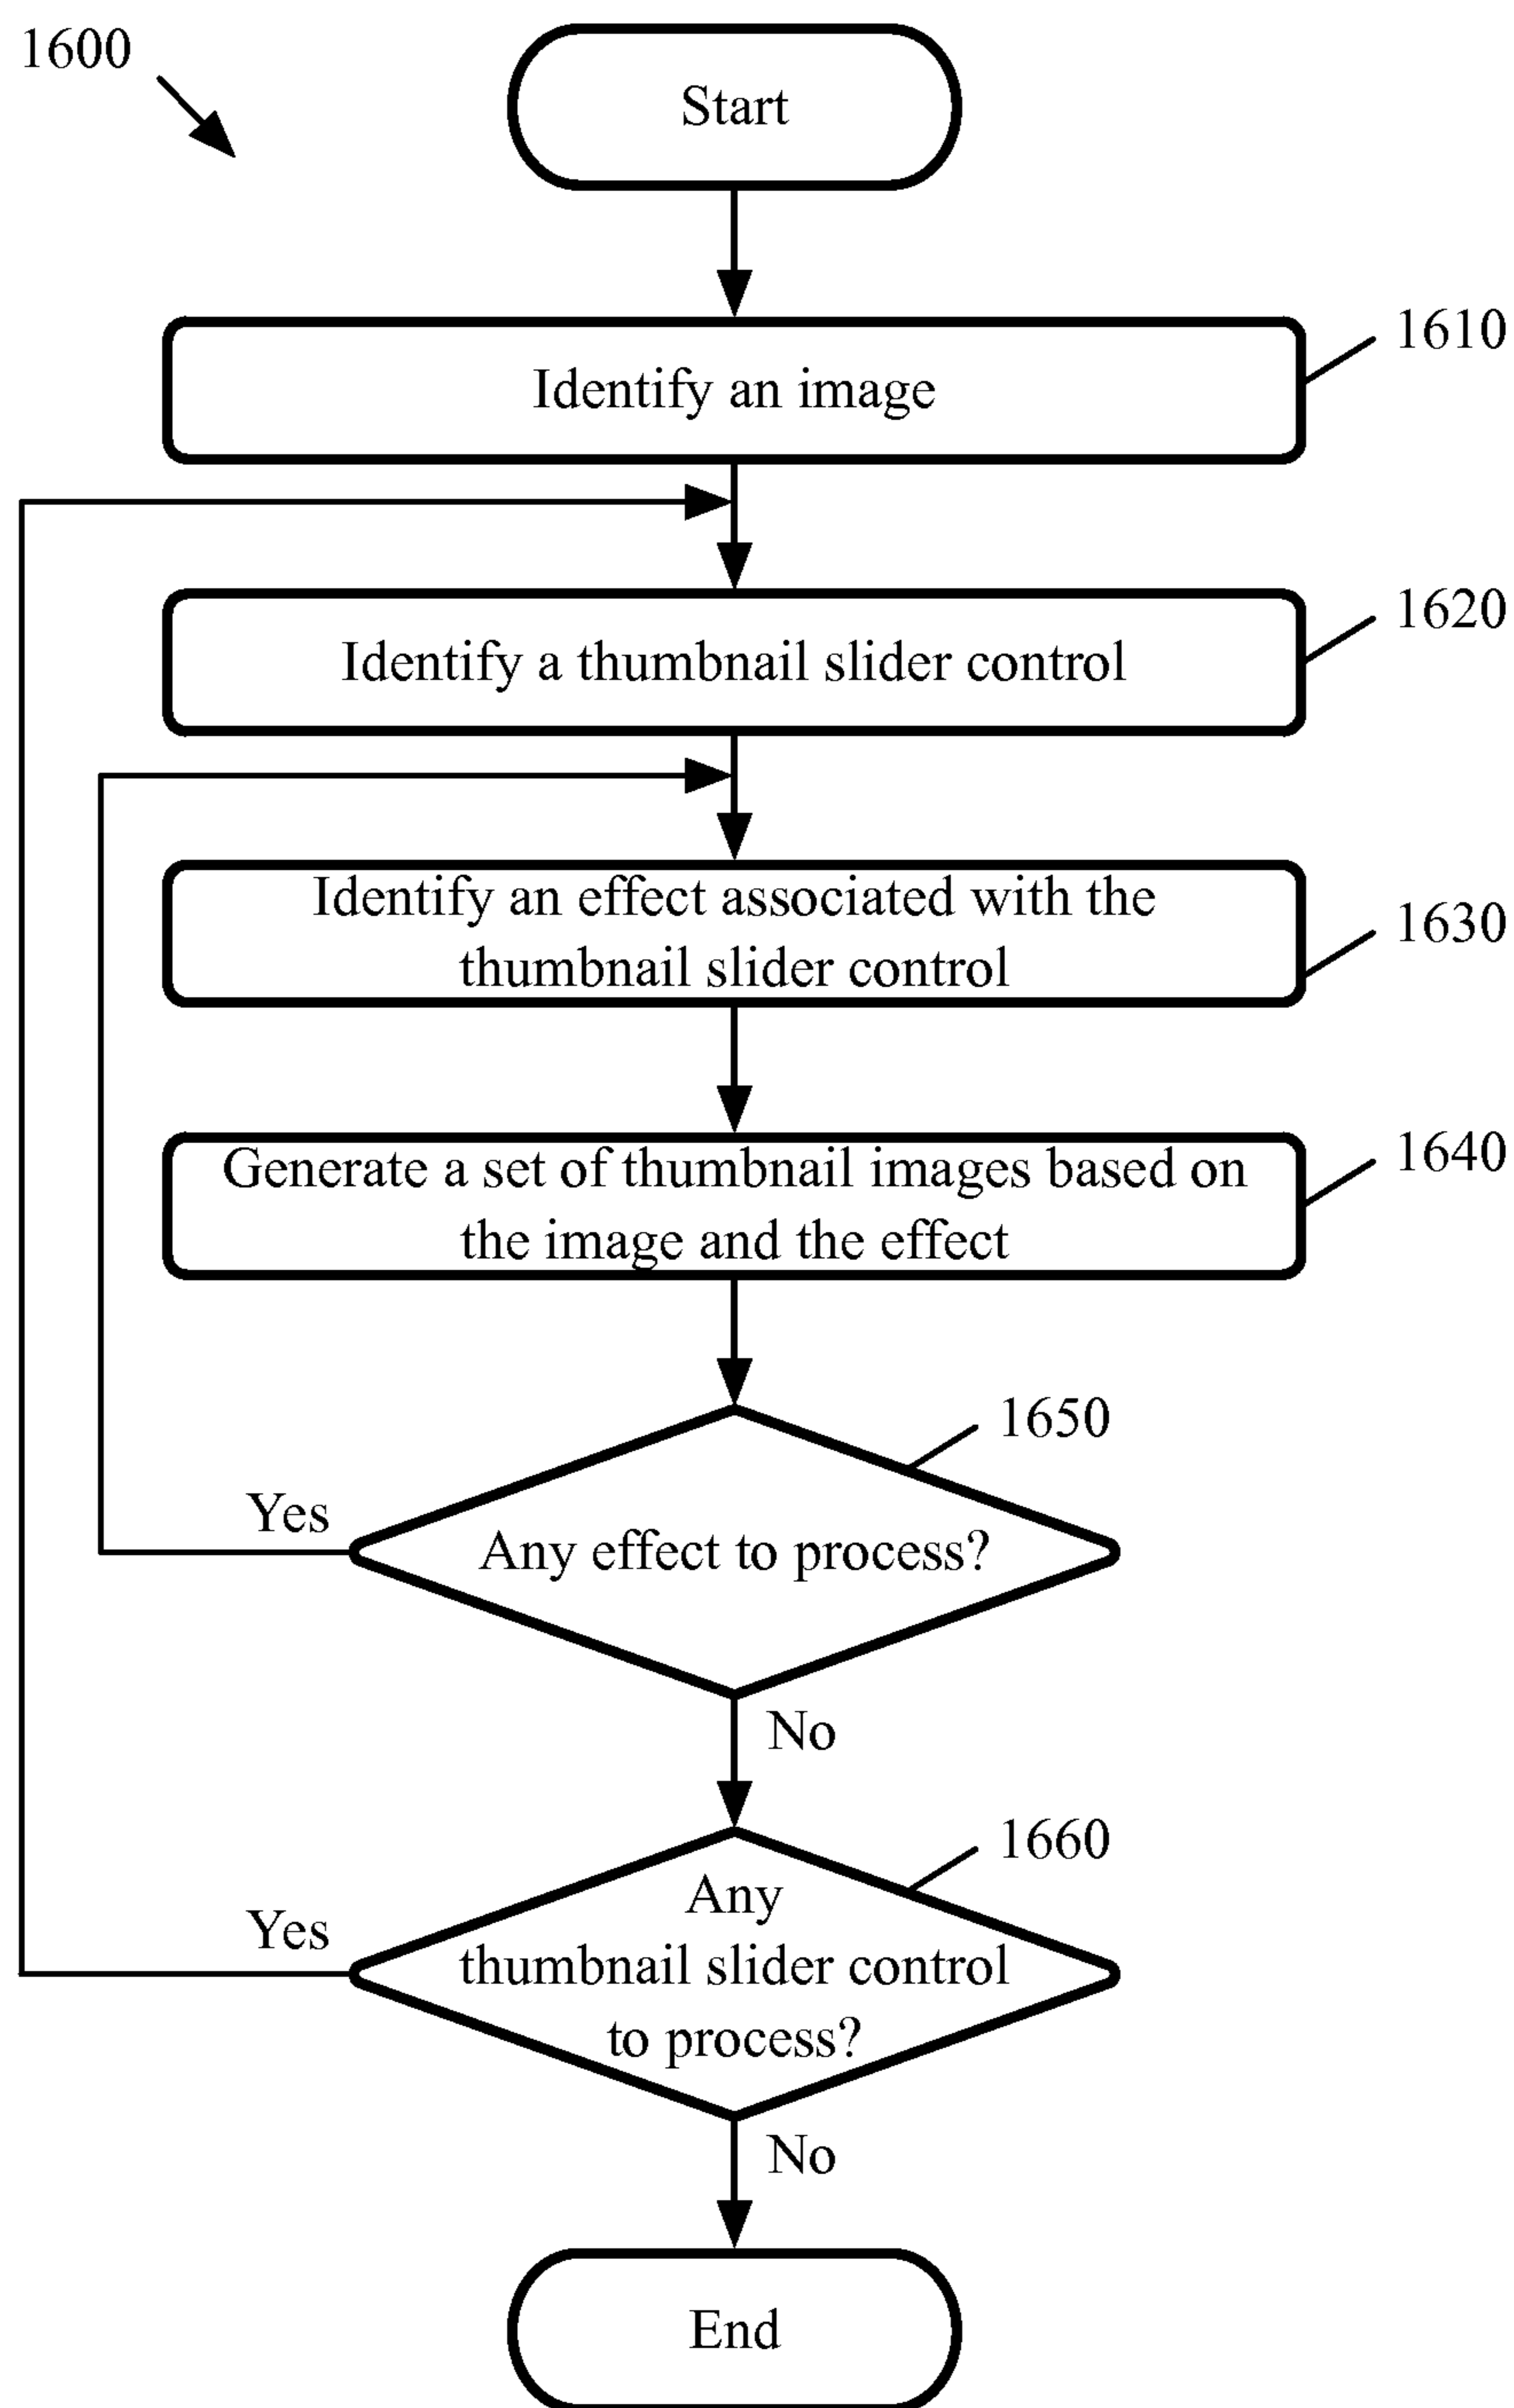 1600
Start
1610
Identify an image
1620
Identify a thumbnail slider control
1630
Identify an effect associated with the
thumbnail slider control
1640
Generate a set of thumbnail images based on
the image and the effect
1650
Yes
Any effect to process?
No
1660
Any
Yes
thumbnail slider control
to process?
No
End